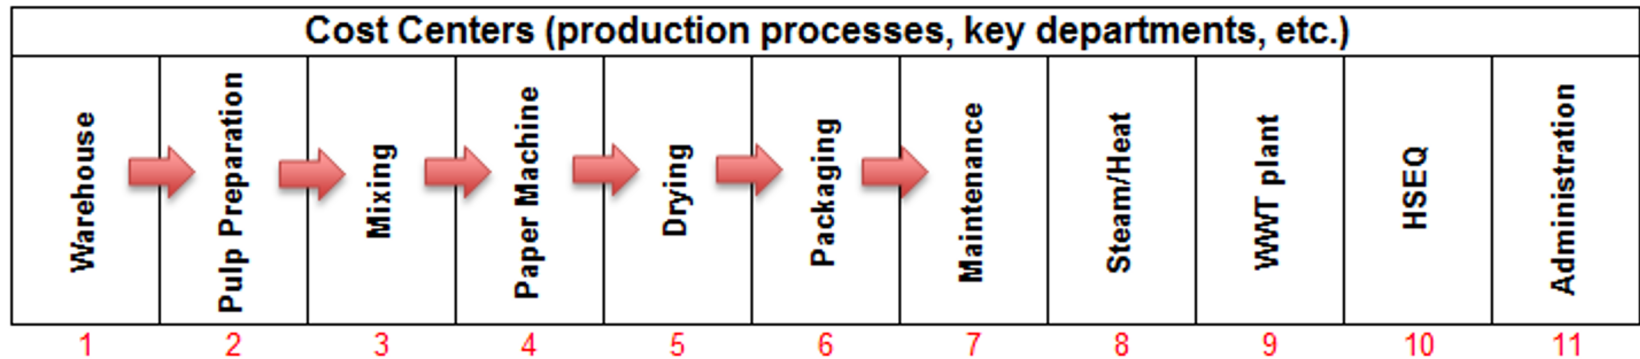 Cost Centers (production processes, key departments, etc.)
Warehouse
Pulp Preparation
Mixing
Paper Machine
Drying
Packaging
Maintenance
Steam/Heat
WWT plant
HSEQ
Administration
1 2 3 4 5 6 7 8 9 10 11